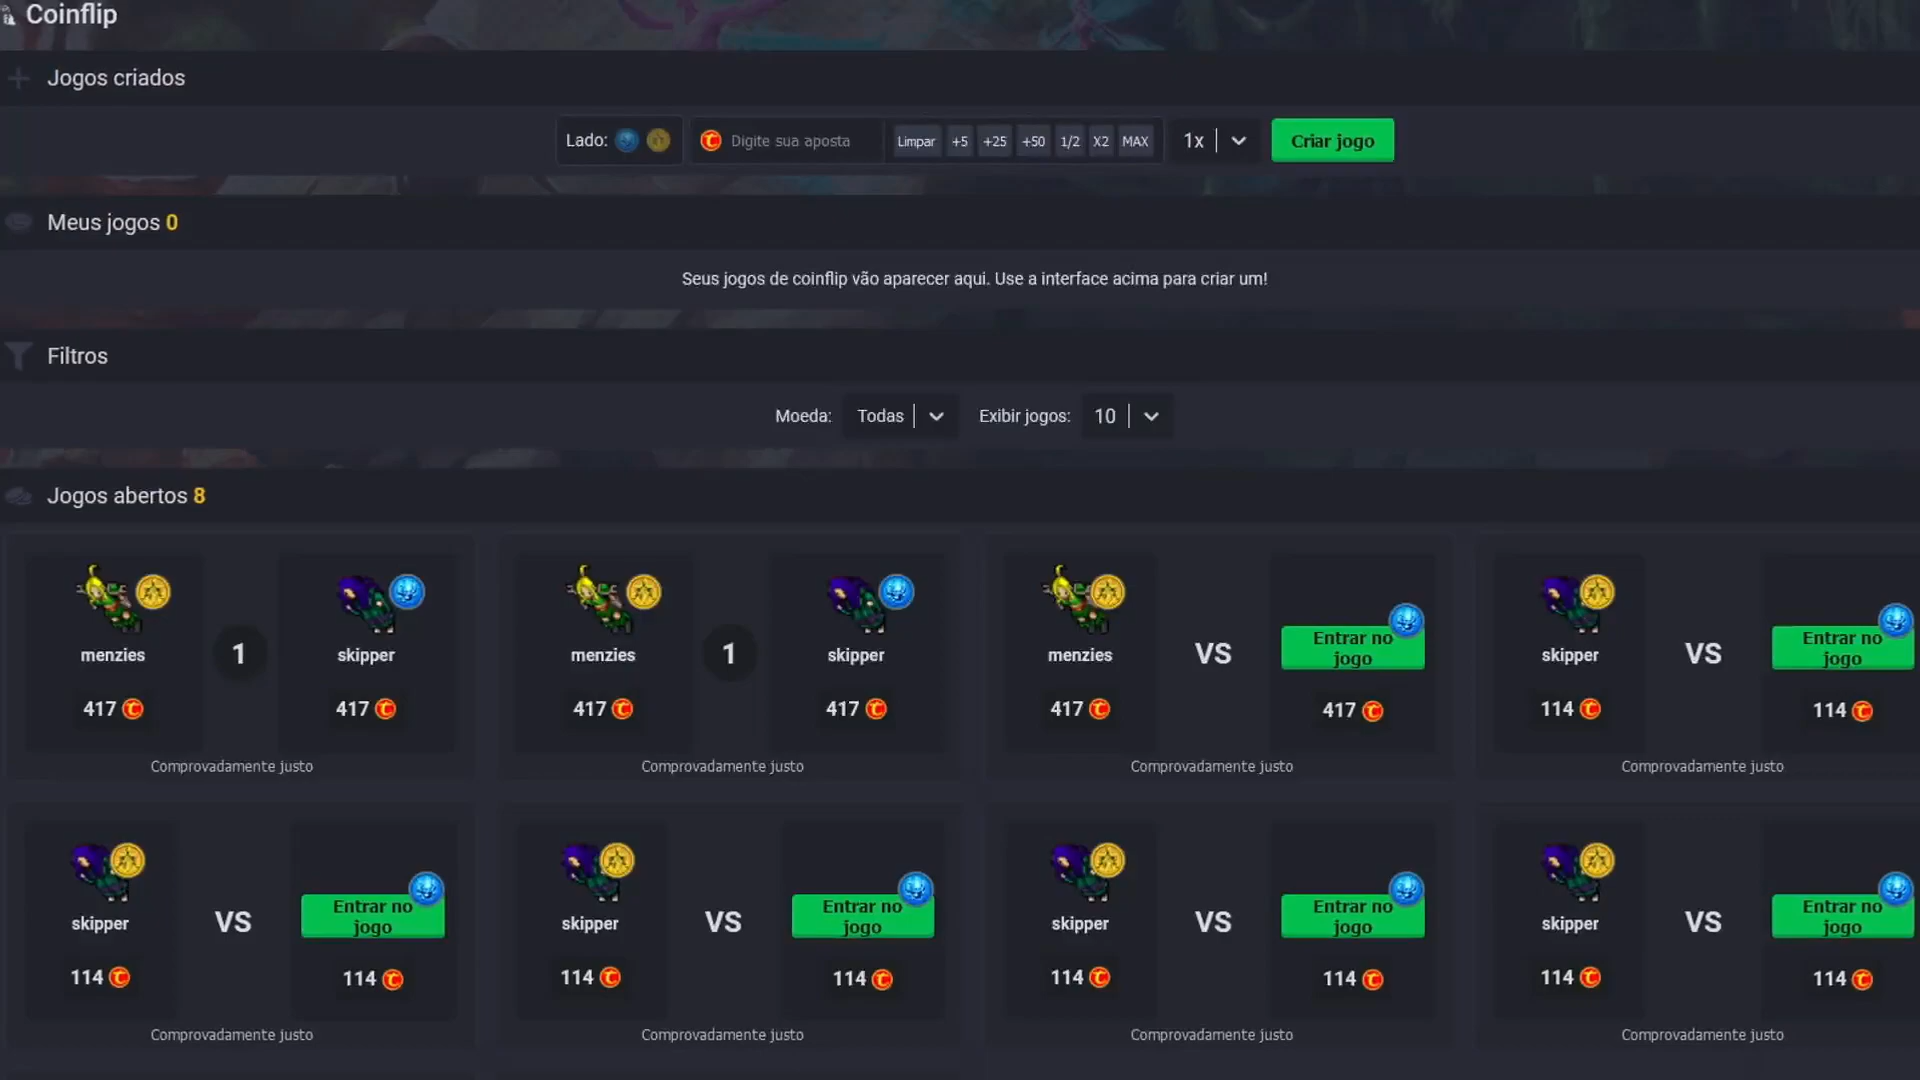 Coinflip
Jogos criados
Lado: Digite sua aposta Limpar +5 +25 +50 1/2 X2 MAX 1x Criar jogo
Meus jogos 0
Seus jogos de coinflip vão aparecer aqui. Use a interface acima para criar um!
Filtros
Moeda: Todas Exibir jogos: 10
Jogos abertos 8
menzies 1 skipper
417 417
Comprovadamente justo
menzies 1 skipper
417 417
Comprovadamente justo
menzies VS Entrar no
jogo
417 417
Comprovadamente justo
skipper VS Entrar no
jogo
114 114
Comprovadamente justo
skipper VS Entrar no
jogo
114 114
Comprovadamente justo
skipper VS Entrar no
jogo
114 114
Comprovadamente justo
skipper VS Entrar no
jogo
114 114
Comprovadamente justo
skipper VS Entrar no
jogo
114 114
Comprovadamente justo